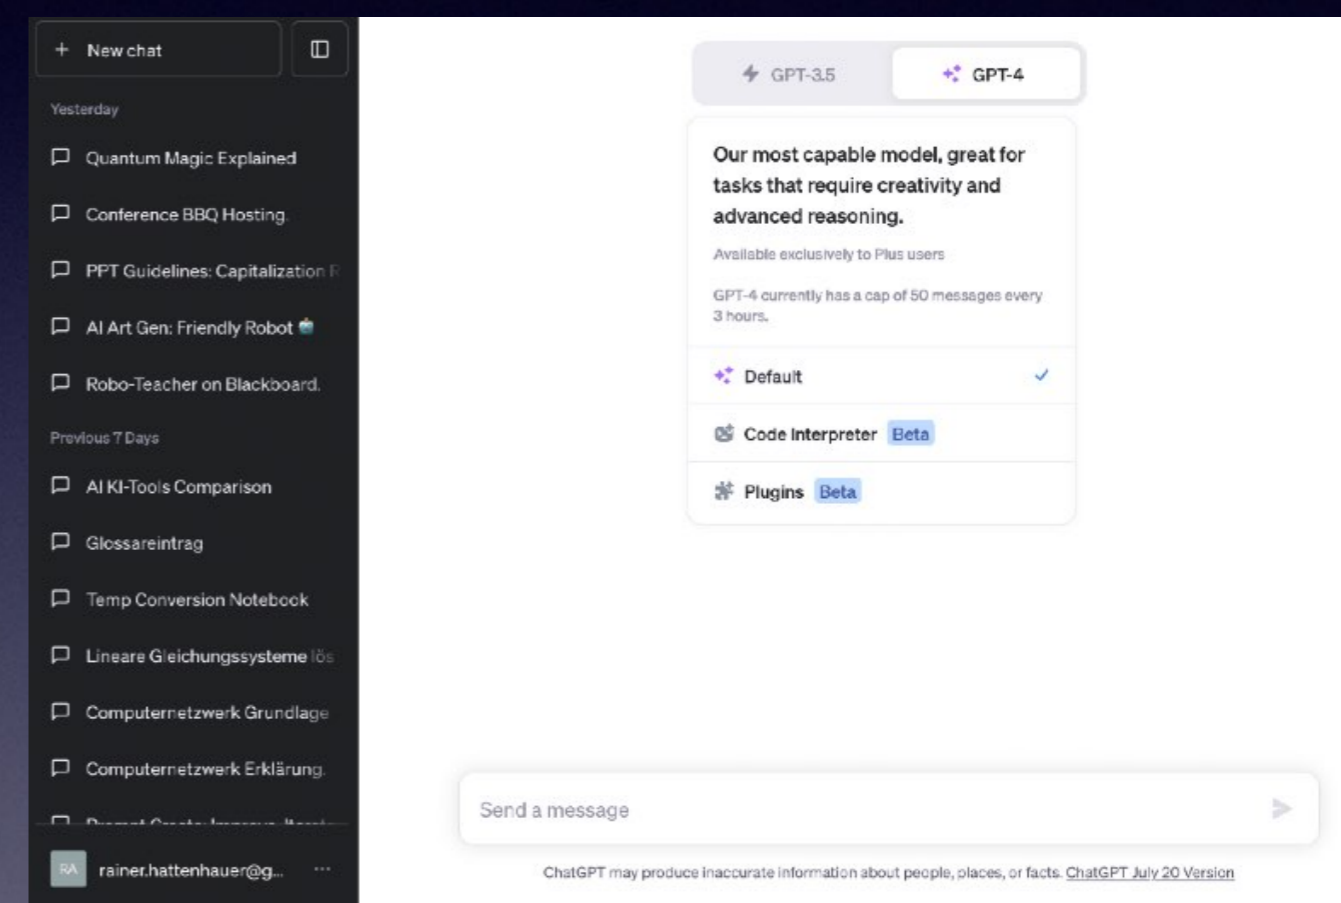 New chat
Yesterday
Quantum Magic Explained
Conference BBQ Hosting.
PPT Guidelines: Capitalization R
AI Art Gen: Friendly Robot
Robo-Teacher on Blackboard.
Previous 7 Days
AI KI-Tools Comparison
Glossareintrag
Temp Conversion Notebook
Lineare Gleichungssysteme lös
Computernetzwerk Grundlage
Computernetzwerk Erklärung.
RA rainer.hattenhauer@g...
GPT-3.5 GPT-4
Our most capable model, great for
tasks that require creativity and
advanced reasoning.
Available exclusively to Plus users
GPT-4 currently has a cap of 50 messages every
3 hours.
Default
Code Interpreter Beta
Plugins Beta
Send a message
ChatGPT may produce inaccurate information about people, places, or facts. ChatGPT July 20 Version